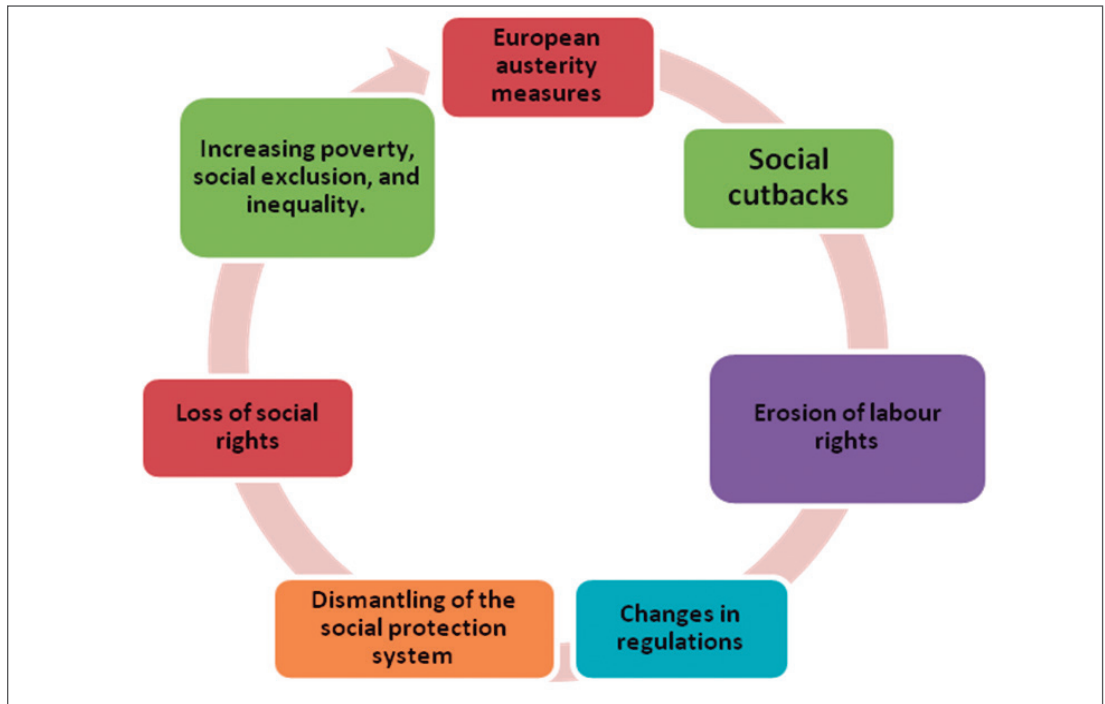 European
austerity
measures
Social
cutbacks
Erosion of labour
rights
Changes in
regulations
Dismantling of the
social protection
system
Loss of social
rights
Increasing poverty,
social exclusion, and
inequality.